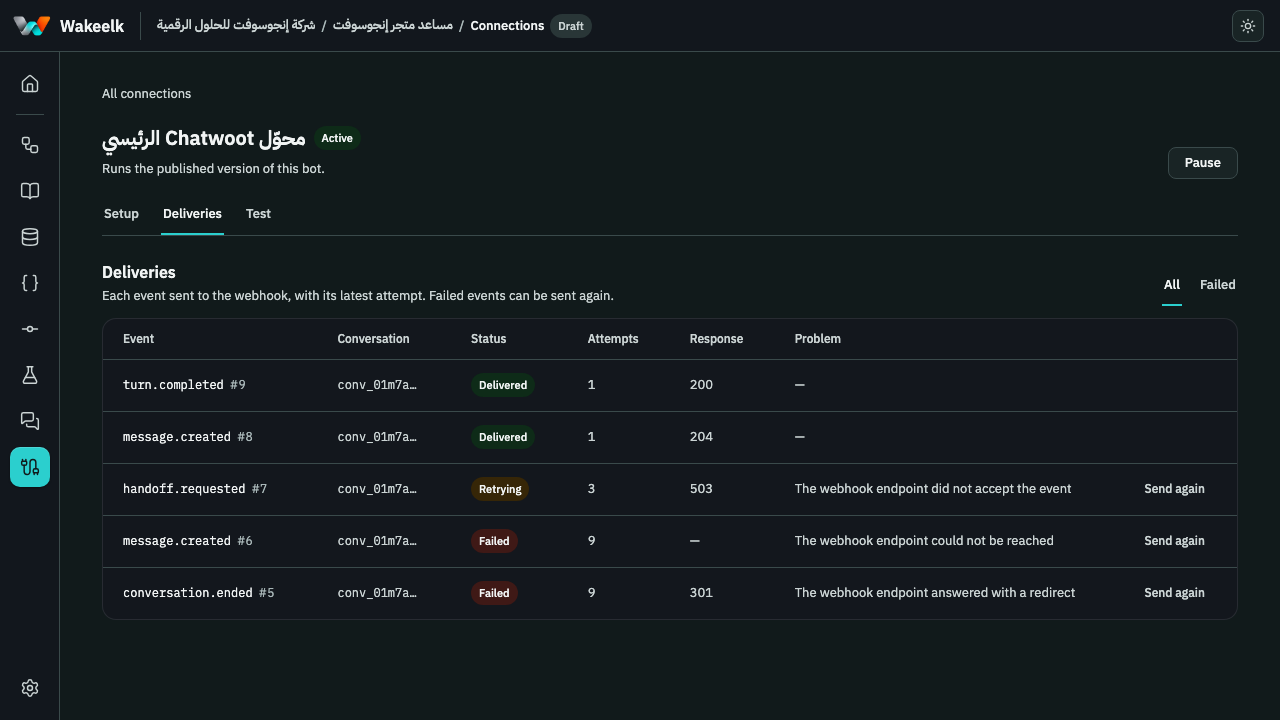 Wakeelk
شركة إنجوسوفت للحلول الرقمية / مساعد متجر إنجوسوفت / Connections Draft
All connections
محوّل Chatwoot الرئيسي Active
Runs the published version of this bot.
Pause
Setup Deliveries Test
Deliveries
Each event sent to the webhook, with its latest attempt. Failed events can be sent again.
All Failed
Event Conversation Status Attempts Response Problem
turn.completed #9 conv_01m7a… Delivered 1 200 —
message.created #8 conv_01m7a… Delivered 1 204 —
handoff.requested #7 conv_01m7a… Retrying 3 503 The webhook endpoint did not accept the event Send again
message.created #6 conv_01m7a… Failed 9 — The webhook endpoint could not be reached Send again
conversation.ended #5 conv_01m7a… Failed 9 301 The webhook endpoint answered with a redirect Send again